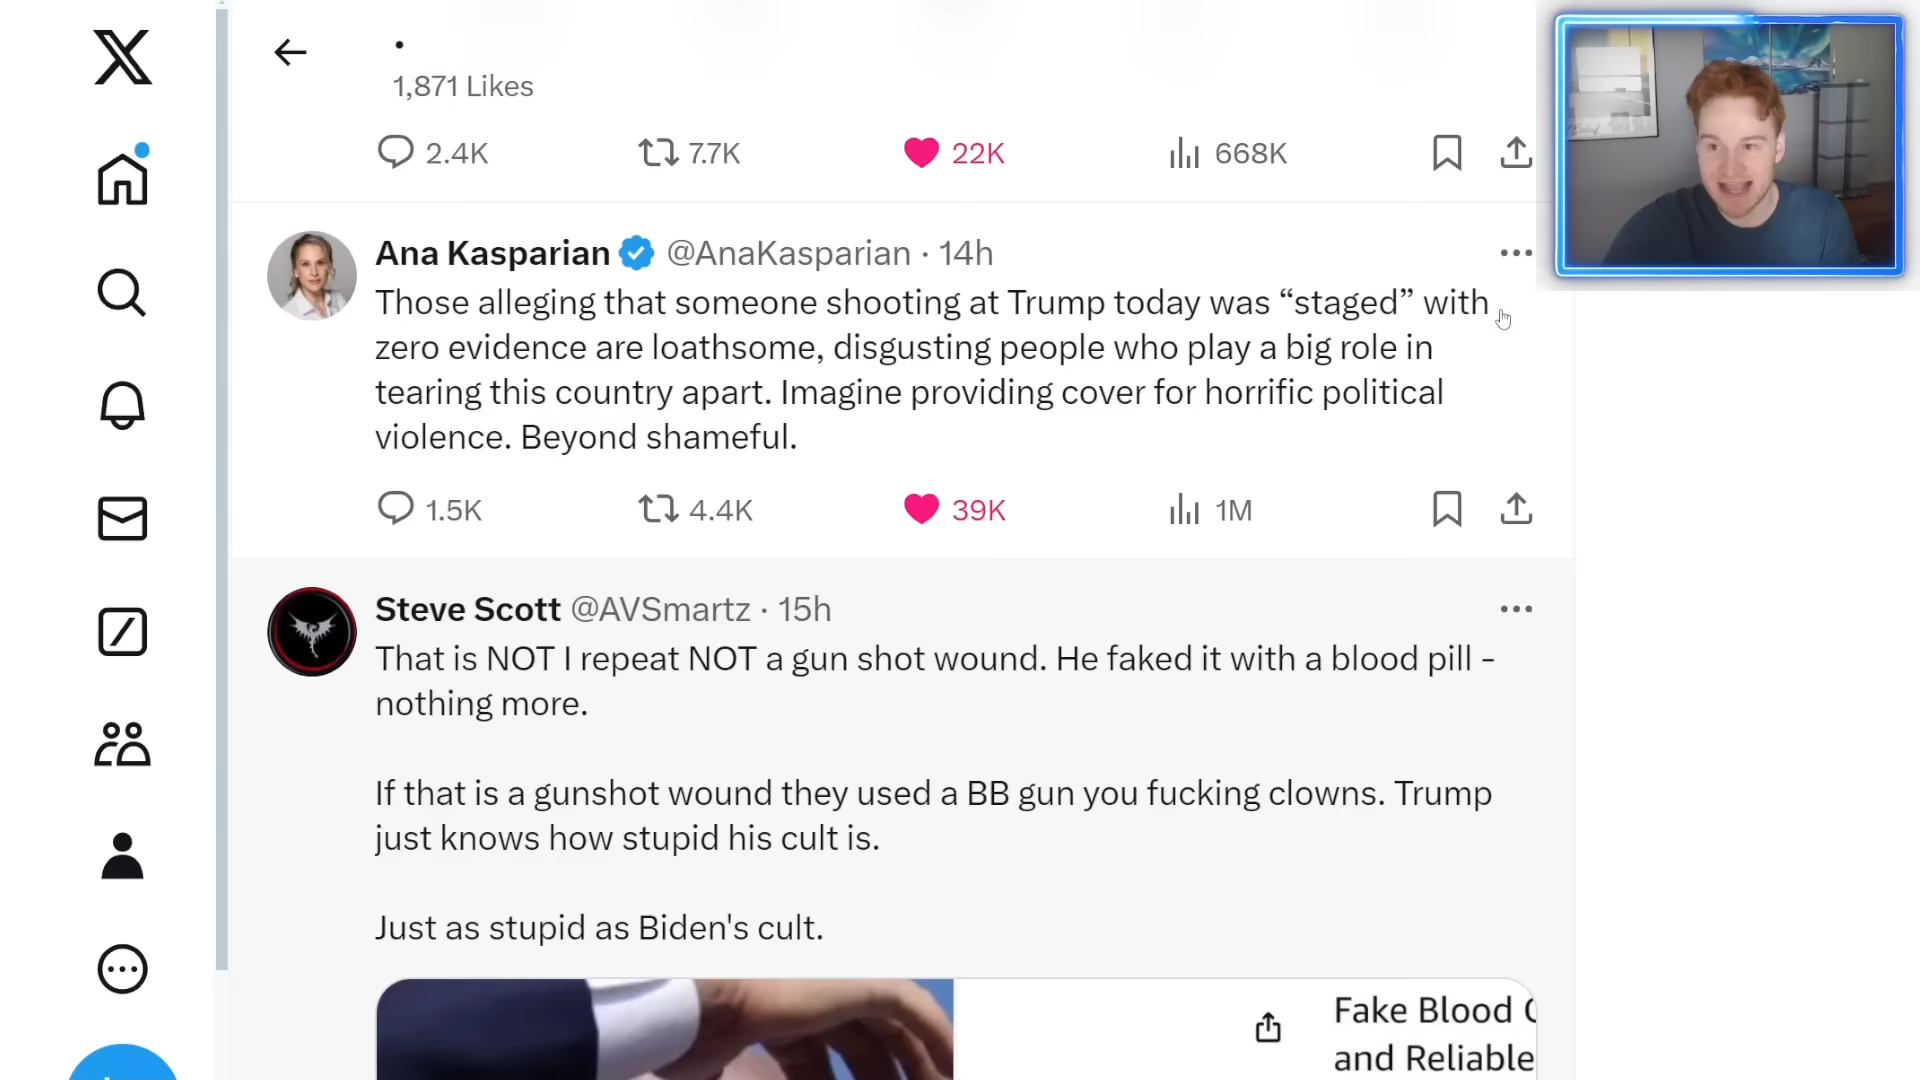 1,871 Likes
2.4K 7.7K 22K 668K
Ana Kasparian @AnaKasparian · 14h
Those alleging that someone shooting at Trump today was “staged” with
zero evidence are loathsome, disgusting people who play a big role in
tearing this country apart. Imagine providing cover for horrific political
violence. Beyond shameful.
1.5K 4.4K 39K 1M
Steve Scott @AVSmartz · 15h
That is NOT I repeat NOT a gun shot wound. He faked it with a blood pill -
nothing more.
If that is a gunshot wound they used a BB gun you fucking clowns. Trump
just knows how stupid his cult is.
Just as stupid as Biden's cult.
Fake Blood
and Reliable